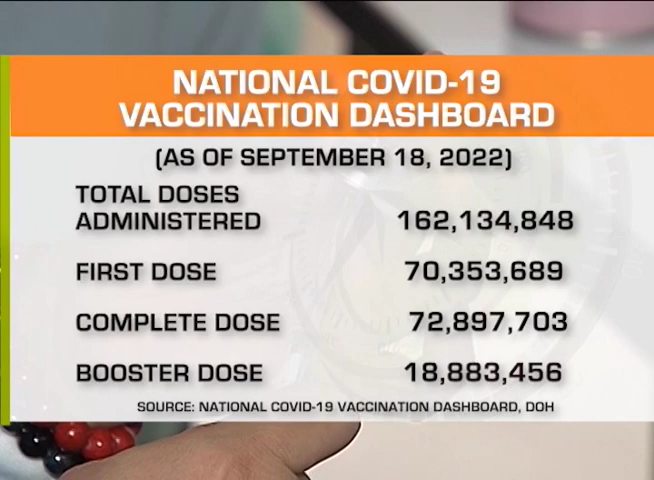 NATIONAL COVID-19
VACCINATION DASHBOARD
(AS OF SEPTEMBER 18, 2022)
TOTAL DOSES
ADMINISTERED 162,134,848
FIRST DOSE 70,353,689
COMPLETE DOSE 72,897,703
BOOSTER DOSE 18,883,456
SOURCE: NATIONAL COVID-19 VACCINATION DASHBOARD, DOH